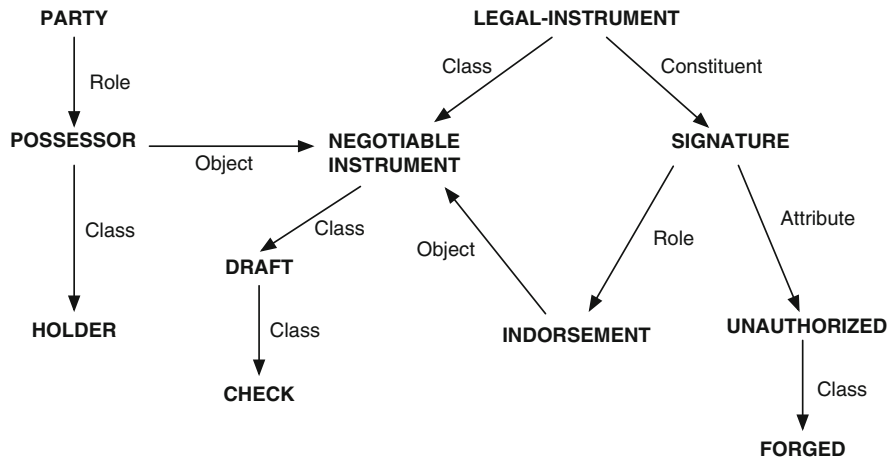 PARTY
LEGAL-INSTRUMENT
Class
Constituent
Role
POSSESSOR
Object
NEGOTIABLE
INSTRUMENT
SIGNATURE
Class
Class
Object
Role
Attribute
DRAFT
HOLDER
Class
INDORSEMENT
UNAUTHORIZED
CHECK
Class
FORGED